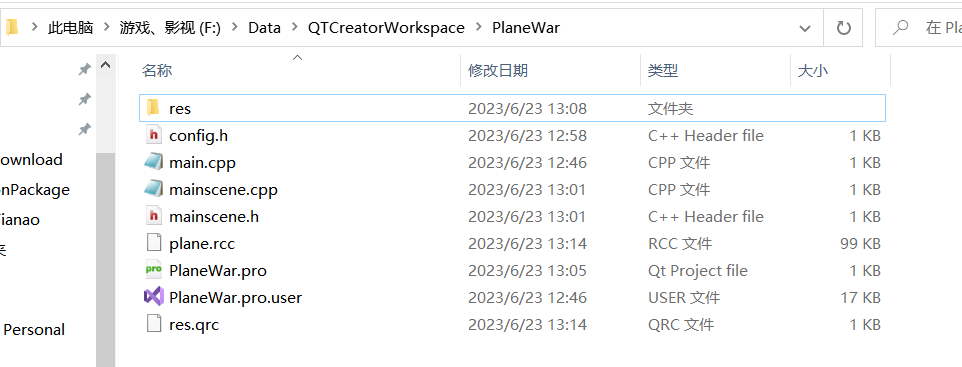 此电脑 > 游戏、影视 (F:) > Data > QTCreatorWorkspace > PlaneWar 在 Pla
名称 修改日期 类型 大小
res 2023/6/23 13:08 文件夹
config.h 2023/6/23 12:58 C++ Header file 1 KB
ownload main.cpp 2023/6/23 12:46 CPP 文件 1 KB
onPackage mainscene.cpp 2023/6/23 13:01 CPP 文件 1 KB
ianao mainscene.h 2023/6/23 13:01 C++ Header file 1 KB
夹 plane.rcc 2023/6/23 13:14 RCC 文件 99 KB
PlaneWar.pro 2023/6/23 13:05 Qt Project file 1 KB
PlaneWar.pro.user 2023/6/23 12:46 USER 文件 17 KB
Personal res.qrc 2023/6/23 13:14 QRC 文件 1 KB